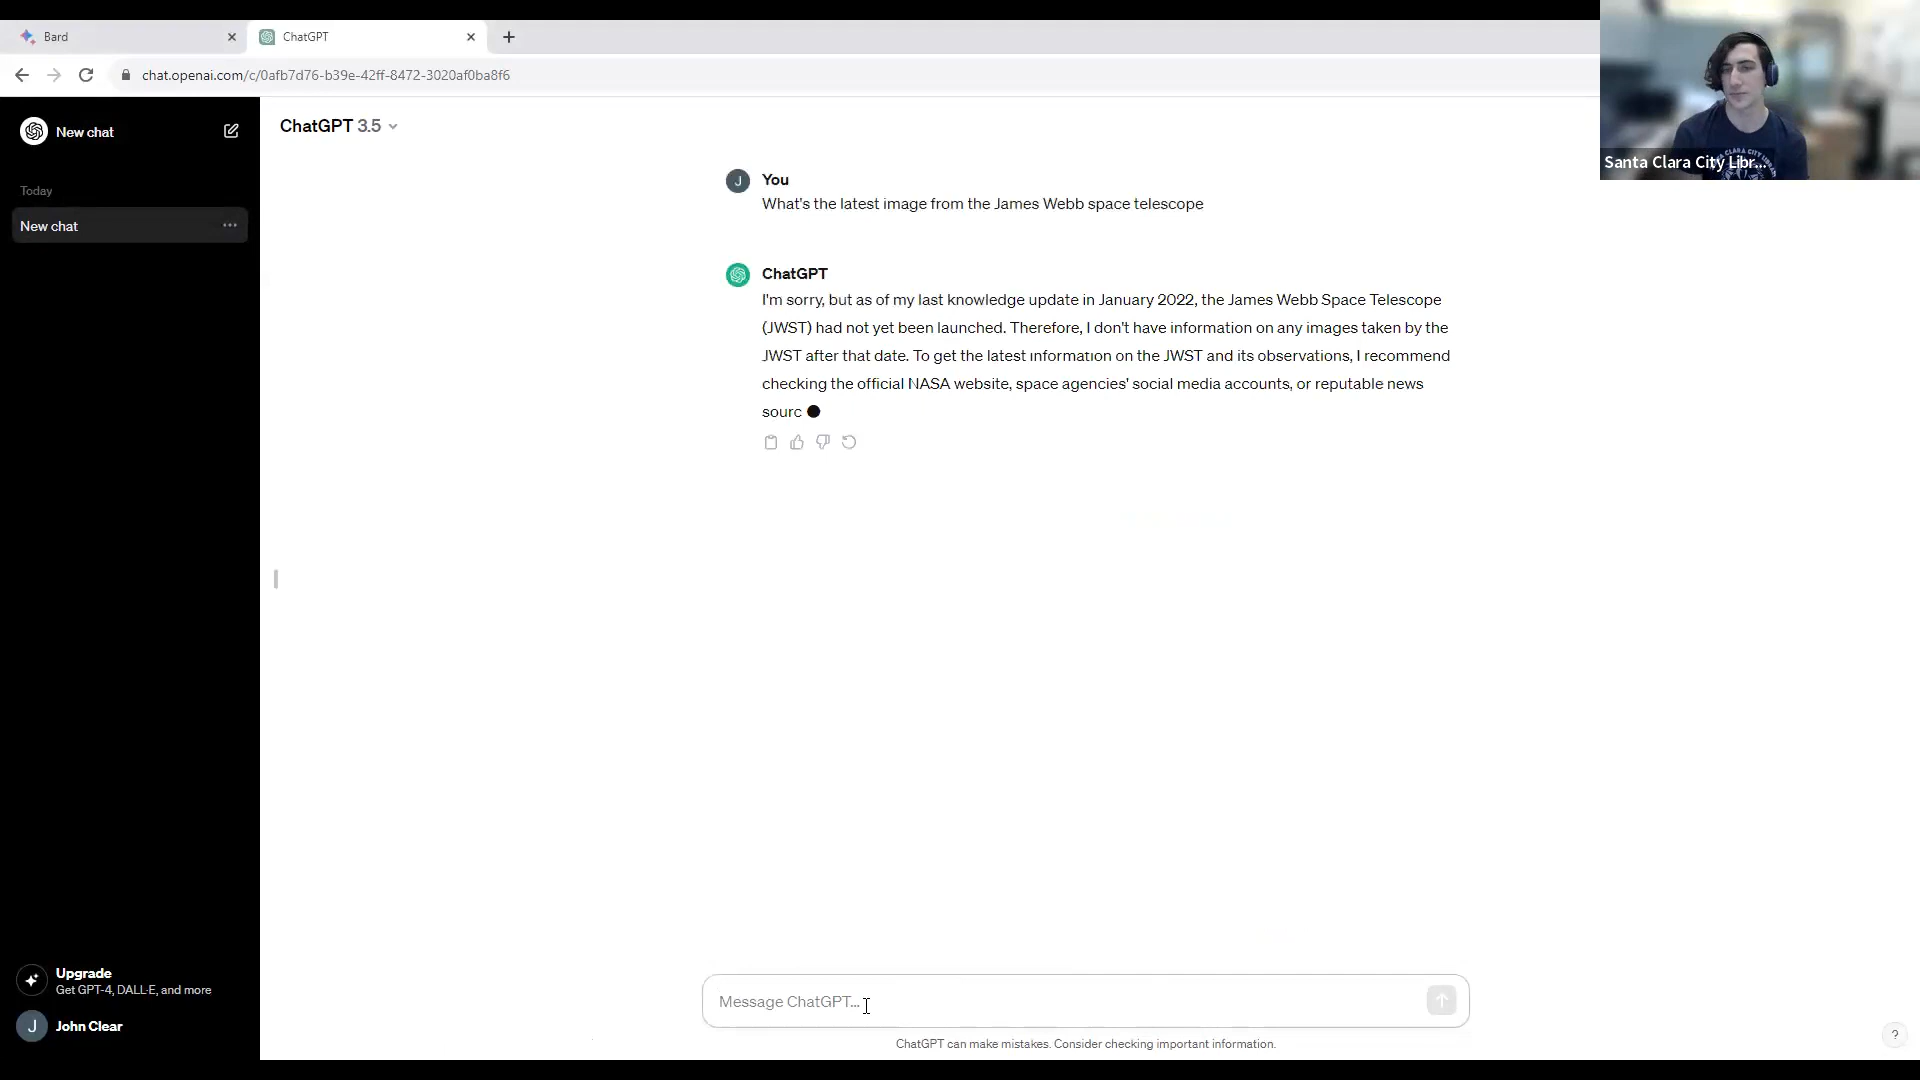 Bard
ChatGPT
chat.openai.com/c/0afb7d76-b39e-42ff-8472-3020af0ba8f6
Santa Clara City Libr...
New chat
Today
New chat
ChatGPT 3.5
J
You
What's the latest image from the James Webb space telescope
ChatGPT
I'm sorry, but as of my last knowledge update in January 2022, the James Webb Space Telescope
(JWST) had not yet been launched. Therefore, I don't have information on any images taken by the
JWST after that date. To get the latest information on the JWST and its observations, I recommend
checking the official NASA website, space agencies' social media accounts, or reputable news
sourc
Upgrade
Get GPT-4, DALL·E, and more
J
John Clear
Message ChatGPT...
ChatGPT can make mistakes. Consider checking important information.
?